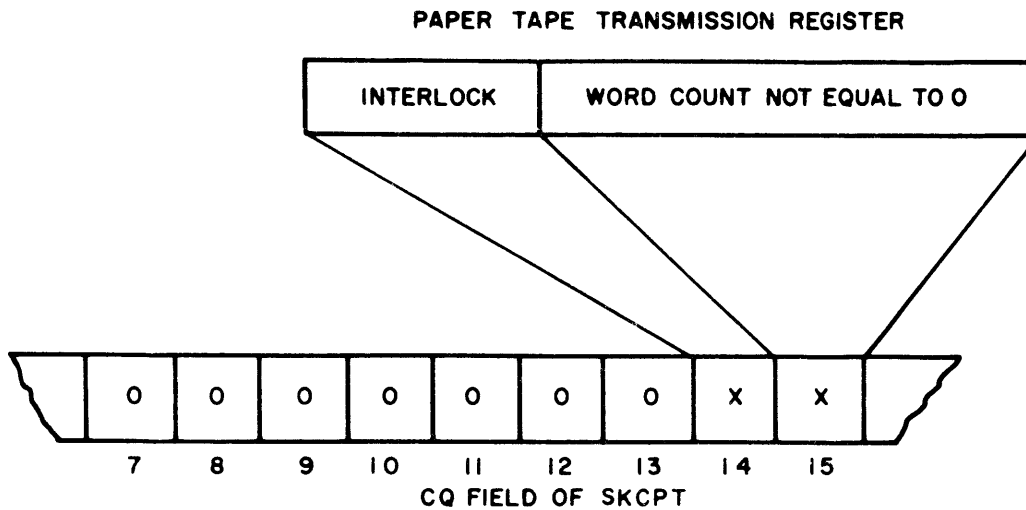 PAPER TAPE TRANSMISSION REGISTER
INTERLOCK WORD COUNT NOT EQUAL TO 0
0 0 0 0 0 0 0 X X
7 8 9 10 11 12 13 14 15
CQ FIELD OF SKCPT